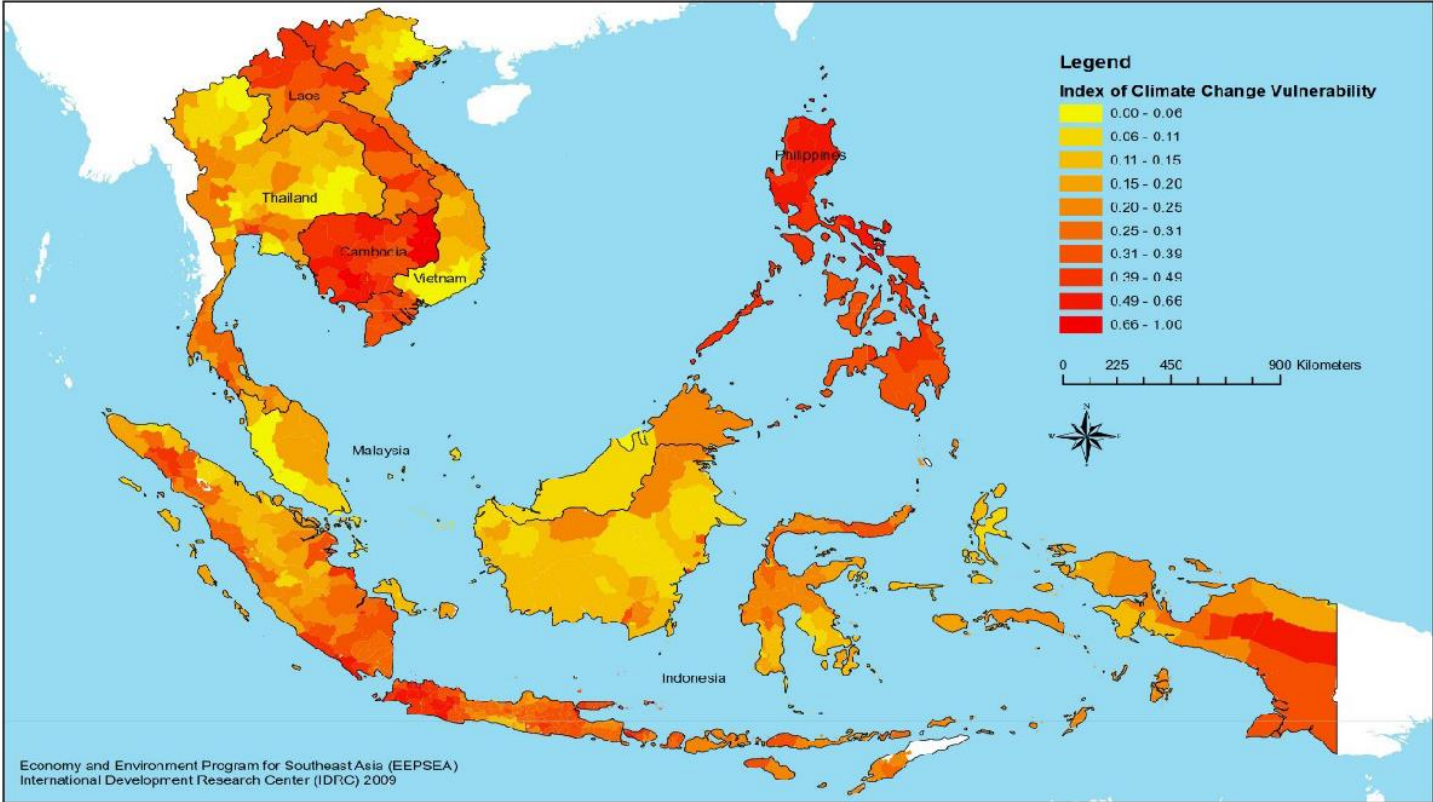 Legend
Index of Climate Change Vulnerability
0.00 - 0.06
0.06 - 0.11
0.11 - 0.15
0.15 - 0.20
0.20 - 0.25
0.25 - 0.31
0.31 - 0.39
0.39 - 0.49
0.49 - 0.66
0.66 - 1.00
0 225 450 900 Kilometers
N
W E
S
Laos
Philippines
Thailand
Cambodia
Vietnam
Malaysia
Indonesia
Economy and Environment Program for Southeast Asia (EEPSEA)
International Development Research Center (IDRC) 2009